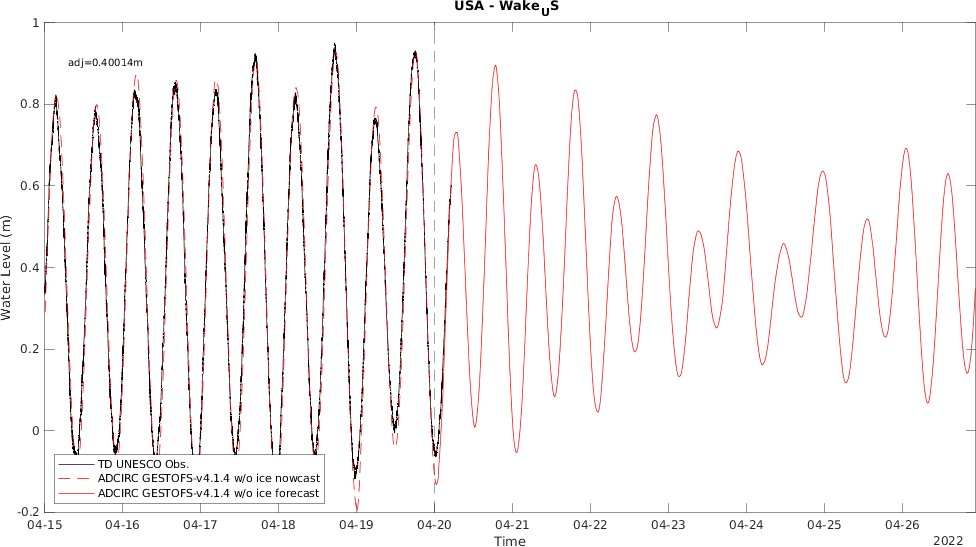 USA - Wake_US
adj=0.40014m
Water Level (m)
1
0.8
0.6
0.4
0.2
0
-0.2
TD UNESCO Obs.
ADCIRC GESTOFS-v4.1.4 w/o ice nowcast
ADCIRC GESTOFS-v4.1.4 w/o ice forecast
04-15 04-16 04-17 04-18 04-19 04-20 04-21 04-22 04-23 04-24 04-25 04-26
Time
2022